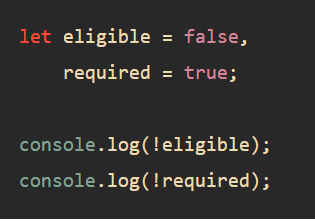 let eligible = false,
    required = true;

console.log(!eligible);
console.log(!required);